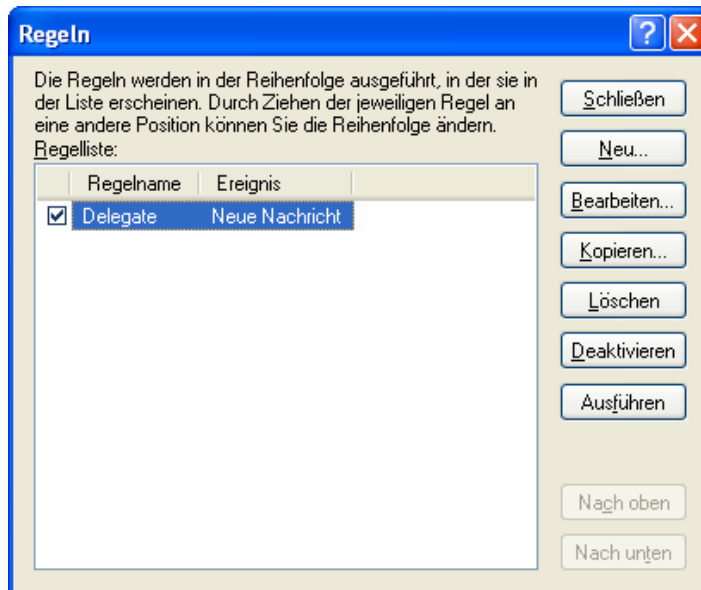 Regeln
Die Regeln werden in der Reihenfolge ausgeführt, in der sie in
der Liste erscheinen. Durch Ziehen der jeweiligen Regel an
eine andere Position können Sie die Reihenfolge ändern.
Regelliste:
Regelname Ereignis
Delegate Neue Nachricht
Schließen
Neu...
Bearbeiten...
Kopieren...
Löschen
Deaktivieren
Ausführen
Nach oben
Nach unten